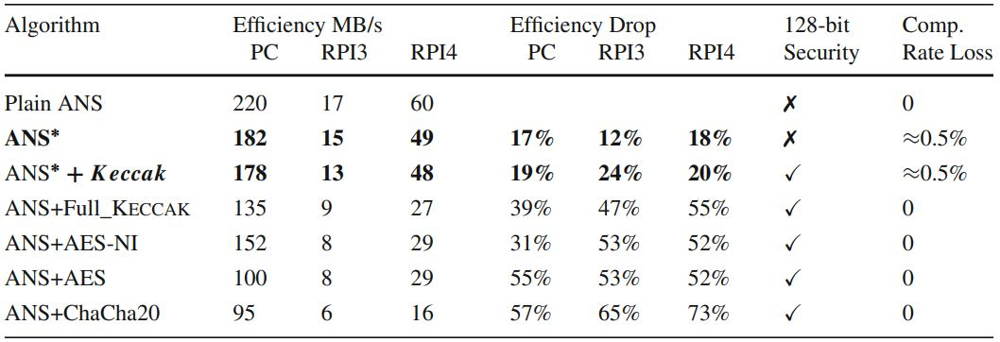 Algorithm Efficiency MB/s Efficiency Drop 128-bit Comp.
PC RPI3 RPI4 PC RPI3 RPI4 Security Rate Loss
Plain ANS 220 17 60 ✗ 0
ANS* 182 15 49 17% 12% 18% ✗ ≈0.5%
ANS* + Keccak 178 13 48 19% 24% 20% ✓ ≈0.5%
ANS+Full_KECCAK 135 9 27 39% 47% 55% ✓ 0
ANS+AES-NI 152 8 29 31% 53% 52% ✓ 0
ANS+AES 100 8 29 55% 53% 52% ✓ 0
ANS+ChaCha20 95 6 16 57% 65% 73% ✓ 0